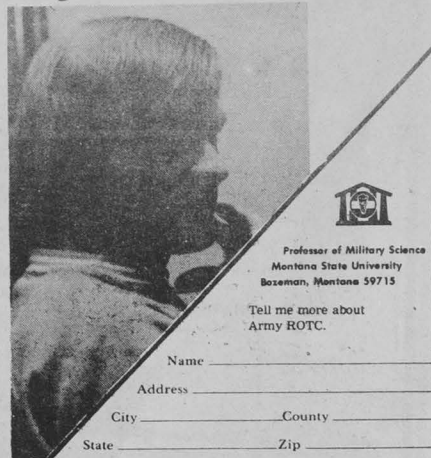 Professor of Military Science
Montana State University
Bozeman, Montana 59715
Tell me more about
Army ROTC.
Name
Address
City County
State Zip